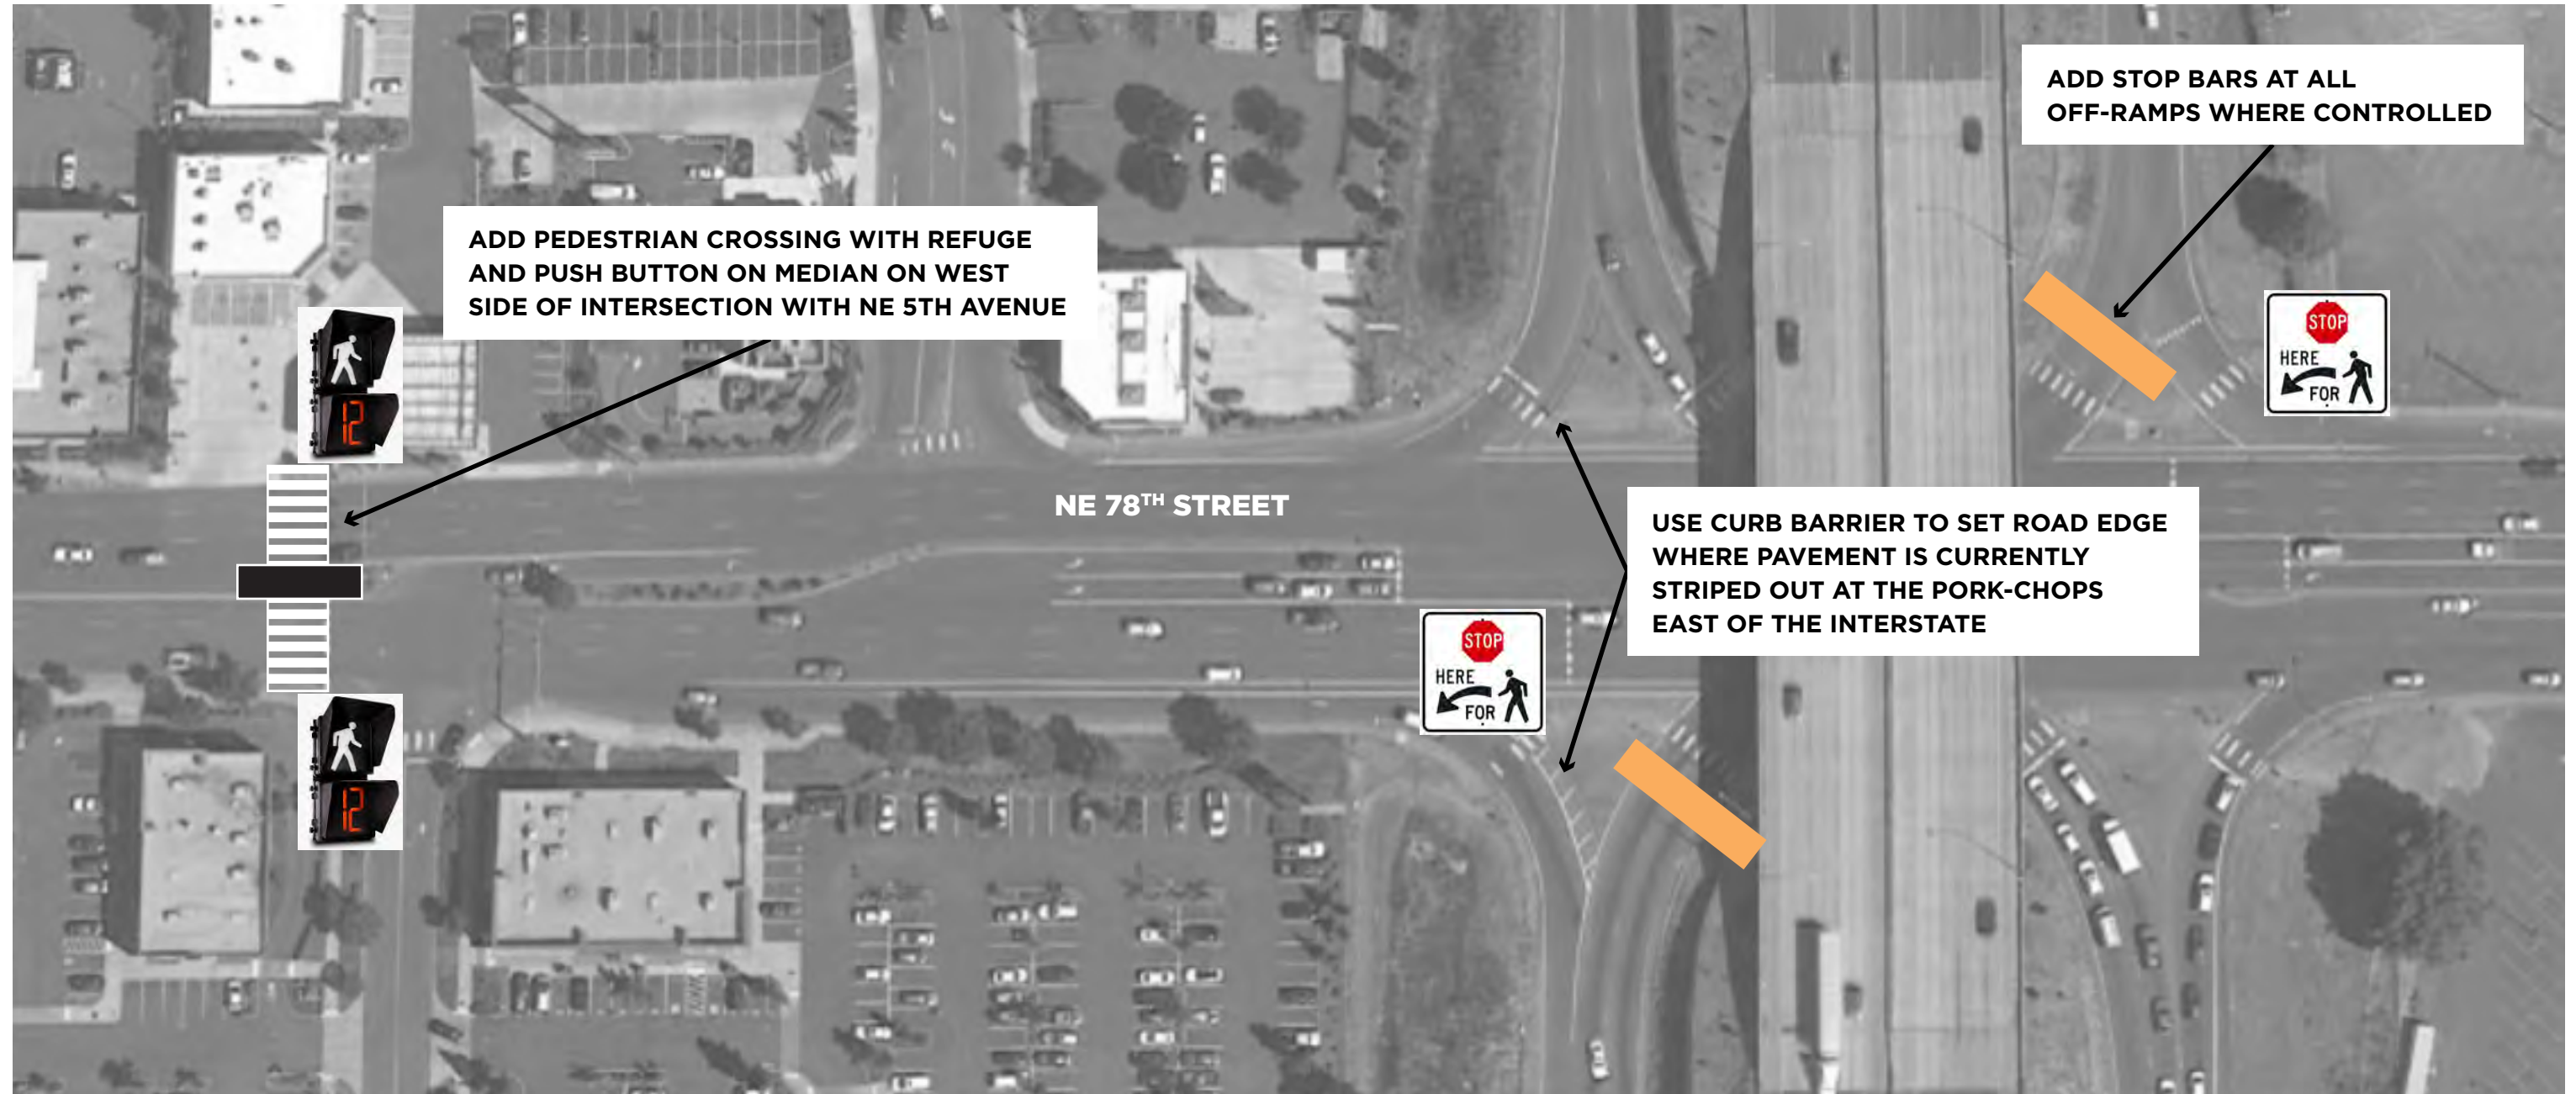 ADD STOP BARS AT ALL
OFF-RAMPS WHERE CONTROLLED
ADD PEDESTRIAN CROSSING WITH REFUGE
AND PUSH BUTTON ON MEDIAN ON WEST
SIDE OF INTERSECTION WITH NE 5TH AVENUE
STOP
HERE
FOR
12
NE 78TH STREET
USE CURB BARRIER TO SET ROAD EDGE
WHERE PAVEMENT IS CURRENTLY
STRIPED OUT AT THE PORK-CHOPS
EAST OF THE INTERSTATE
STOP
HERE
FOR
12